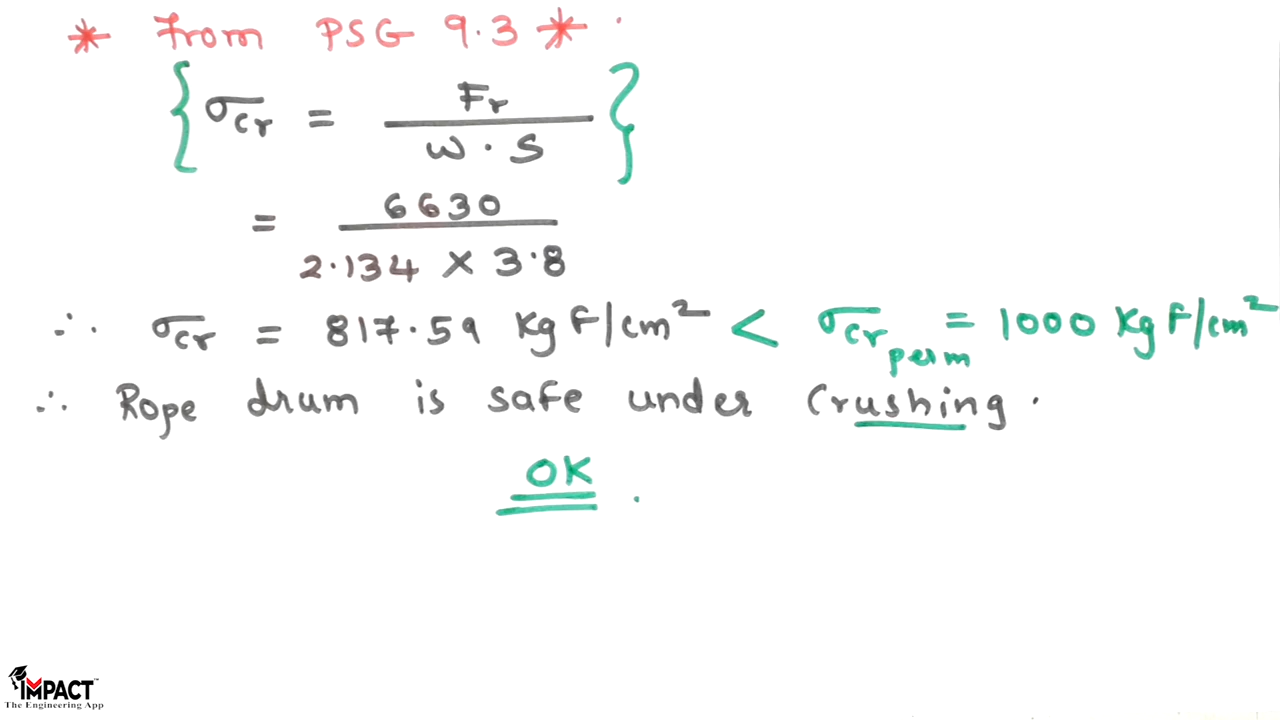 * From PSG 9.3 *
{ σcr = Fr / w · s }
= 6630 / 2.134 × 3.8
∴ σcr = 817.59 kgf/cm² < σcr perm = 1000 kgf/cm²
∴ Rope drum is safe under crushing.
OK.
IMPACT™
The Engineering App